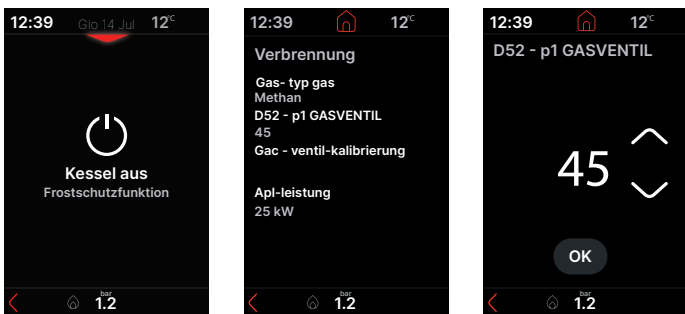 12:39 Gio 14 Jul 12°C
Kessel aus
Frostschutzfunktion
bar
1.2
12:39 12°C
Verbrennung
Gas- typ gas
Methan
D52 - p1 GASVENTIL
45
Gac - ventil-kalibrierung
Apl-leistung
25 kW
bar
1.2
12:39 12°C
D52 - p1 GASVENTIL
45
OK
bar
1.2